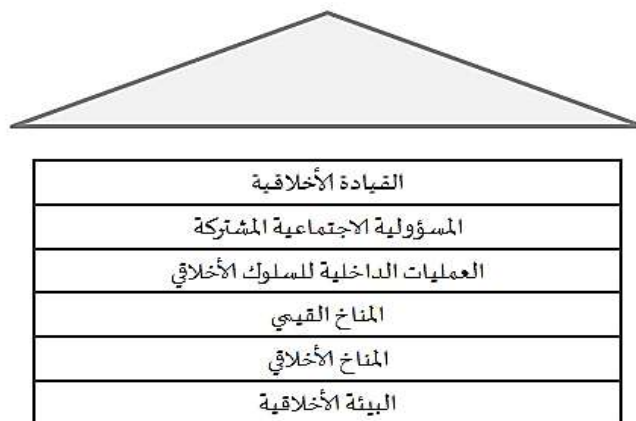 القيادة الأخلاقية
المسؤولية الاجتماعية المشتركة
العمليات الداخلية للسلوك الأخلاقي
المناخ القيمي
المناخ الأخلاقي
البيئة الأخلاقية